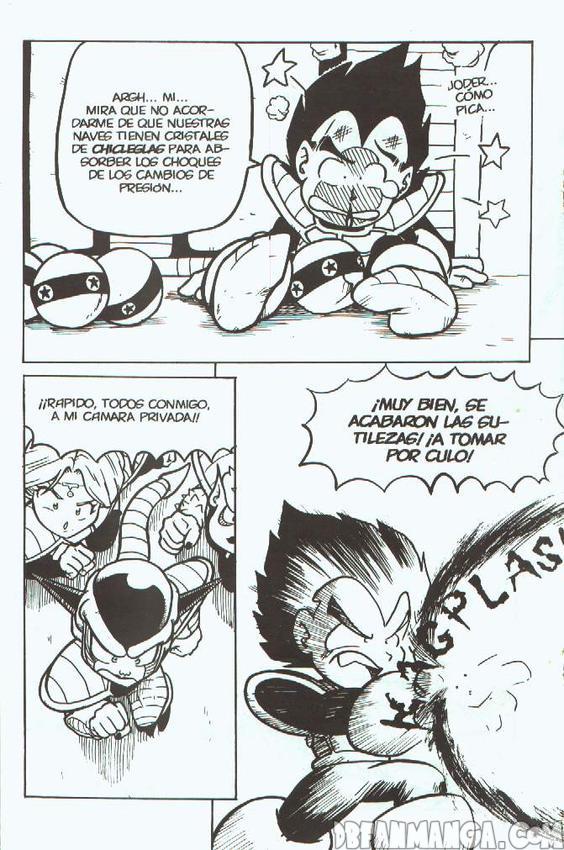 ARGH... MI...
MIRA QUE NO ACOR-
DARME DE QUE NUESTRAS
NAVES TIENEN CRISTALES
DE CHICLEGLAS PARA AB-
SORBER LOS CHOQUES
DE LOS CAMBIOS DE
PRESIÓN...
JODER...
CÓMO
PICA...
¡¡RAPIDO, TODOS CONMIGO,
A MI CAMARA PRIVADA!!
¡MUY BIEN, SE
ACABARON LAS SU-
TILEZAS! ¡A TOMAR
POR CULO!
DBFANMANGA.COM